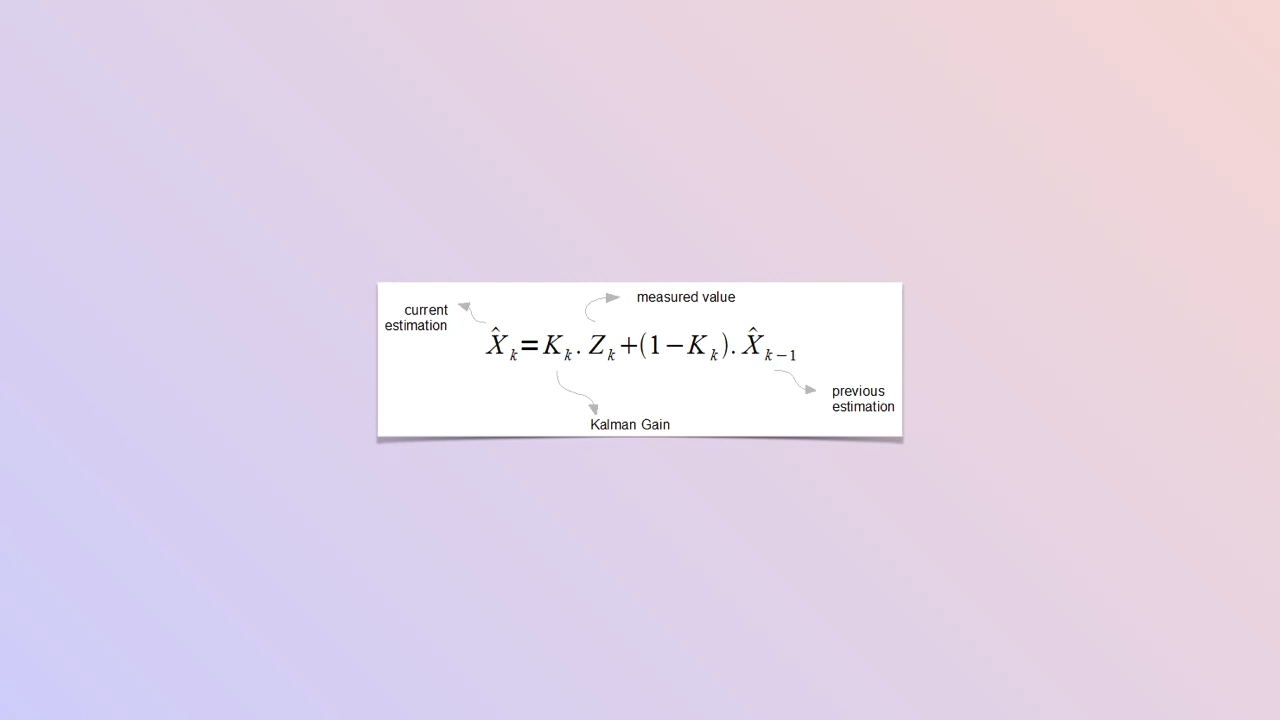 measured value
current
estimation
X̂ₖ=Kₖ.Zₖ+(1−Kₖ).X̂ₖ₋₁
previous
estimation
Kalman Gain